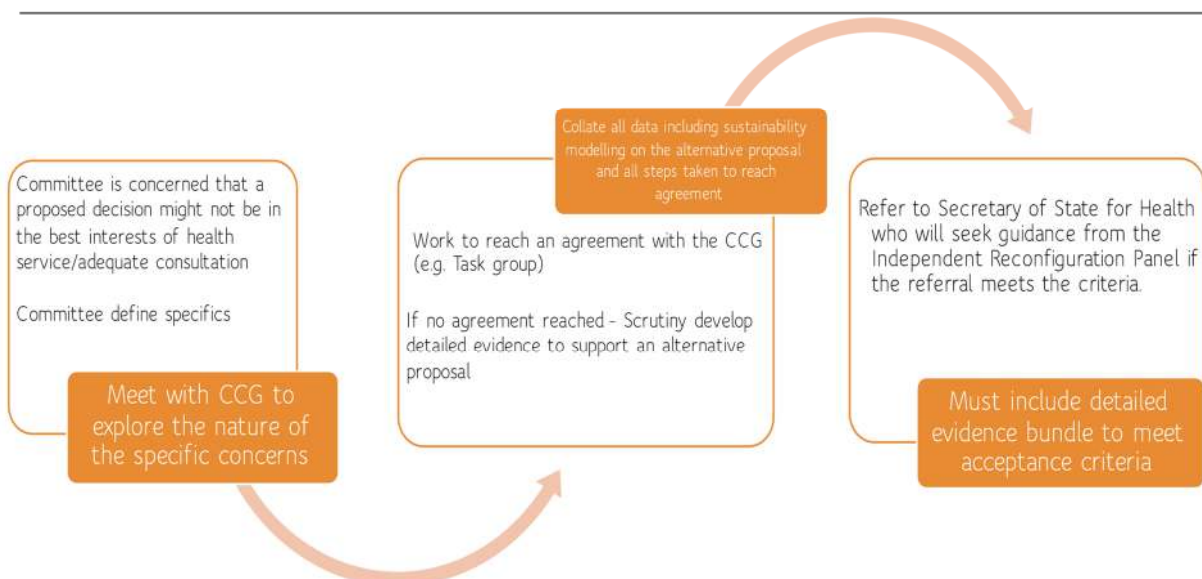 Committee is concerned that a
proposed decision might not be in
the best interests of health
service/adequate consultation
Committee define specifics
Meet with CCG to
explore the nature of
the specific concerns
Collate all data including sustainability
modelling on the alternative proposal
and all steps taken to reach
agreement
Work to reach an agreement with the CCG
(e.g. Task group)
If no agreement reached - Scrutiny develop
detailed evidence to support an alternative
proposal
Refer to Secretary of State for Health
who will seek guidance from the
Independent Reconfiguration Panel if
the referral meets the criteria.
Must include detailed
evidence bundle to meet
acceptance criteria